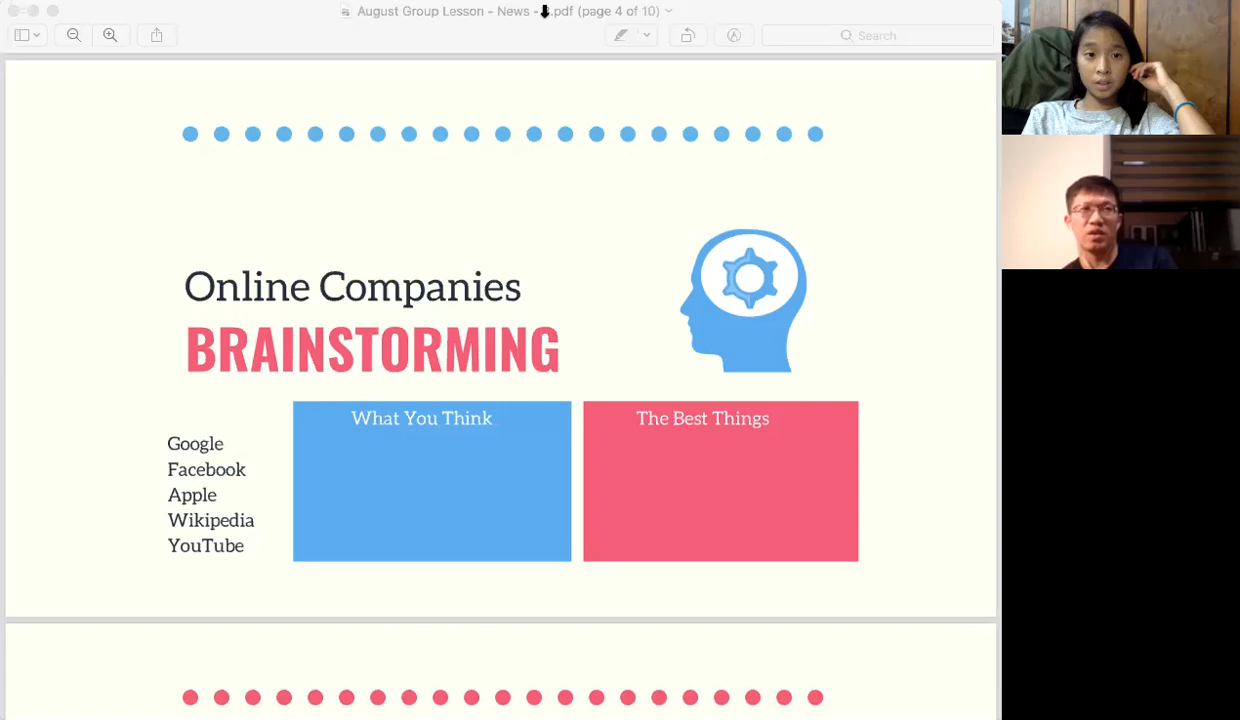 August Group Lesson - News - .pdf (page 4 of 10)
Search
Online Companies
BRAINSTORMING
What You Think
The Best Things
Google
Facebook
Apple
Wikipedia
YouTube